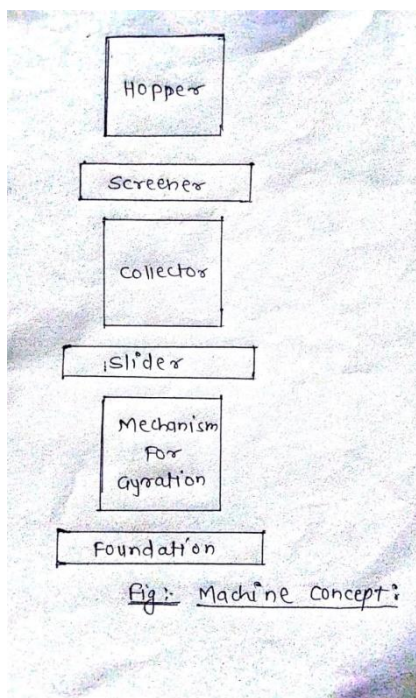 Hopper
Screener
Collector
Slider
Mechanism
For
Gyration
Foundation
Fig:- Machine Concept: